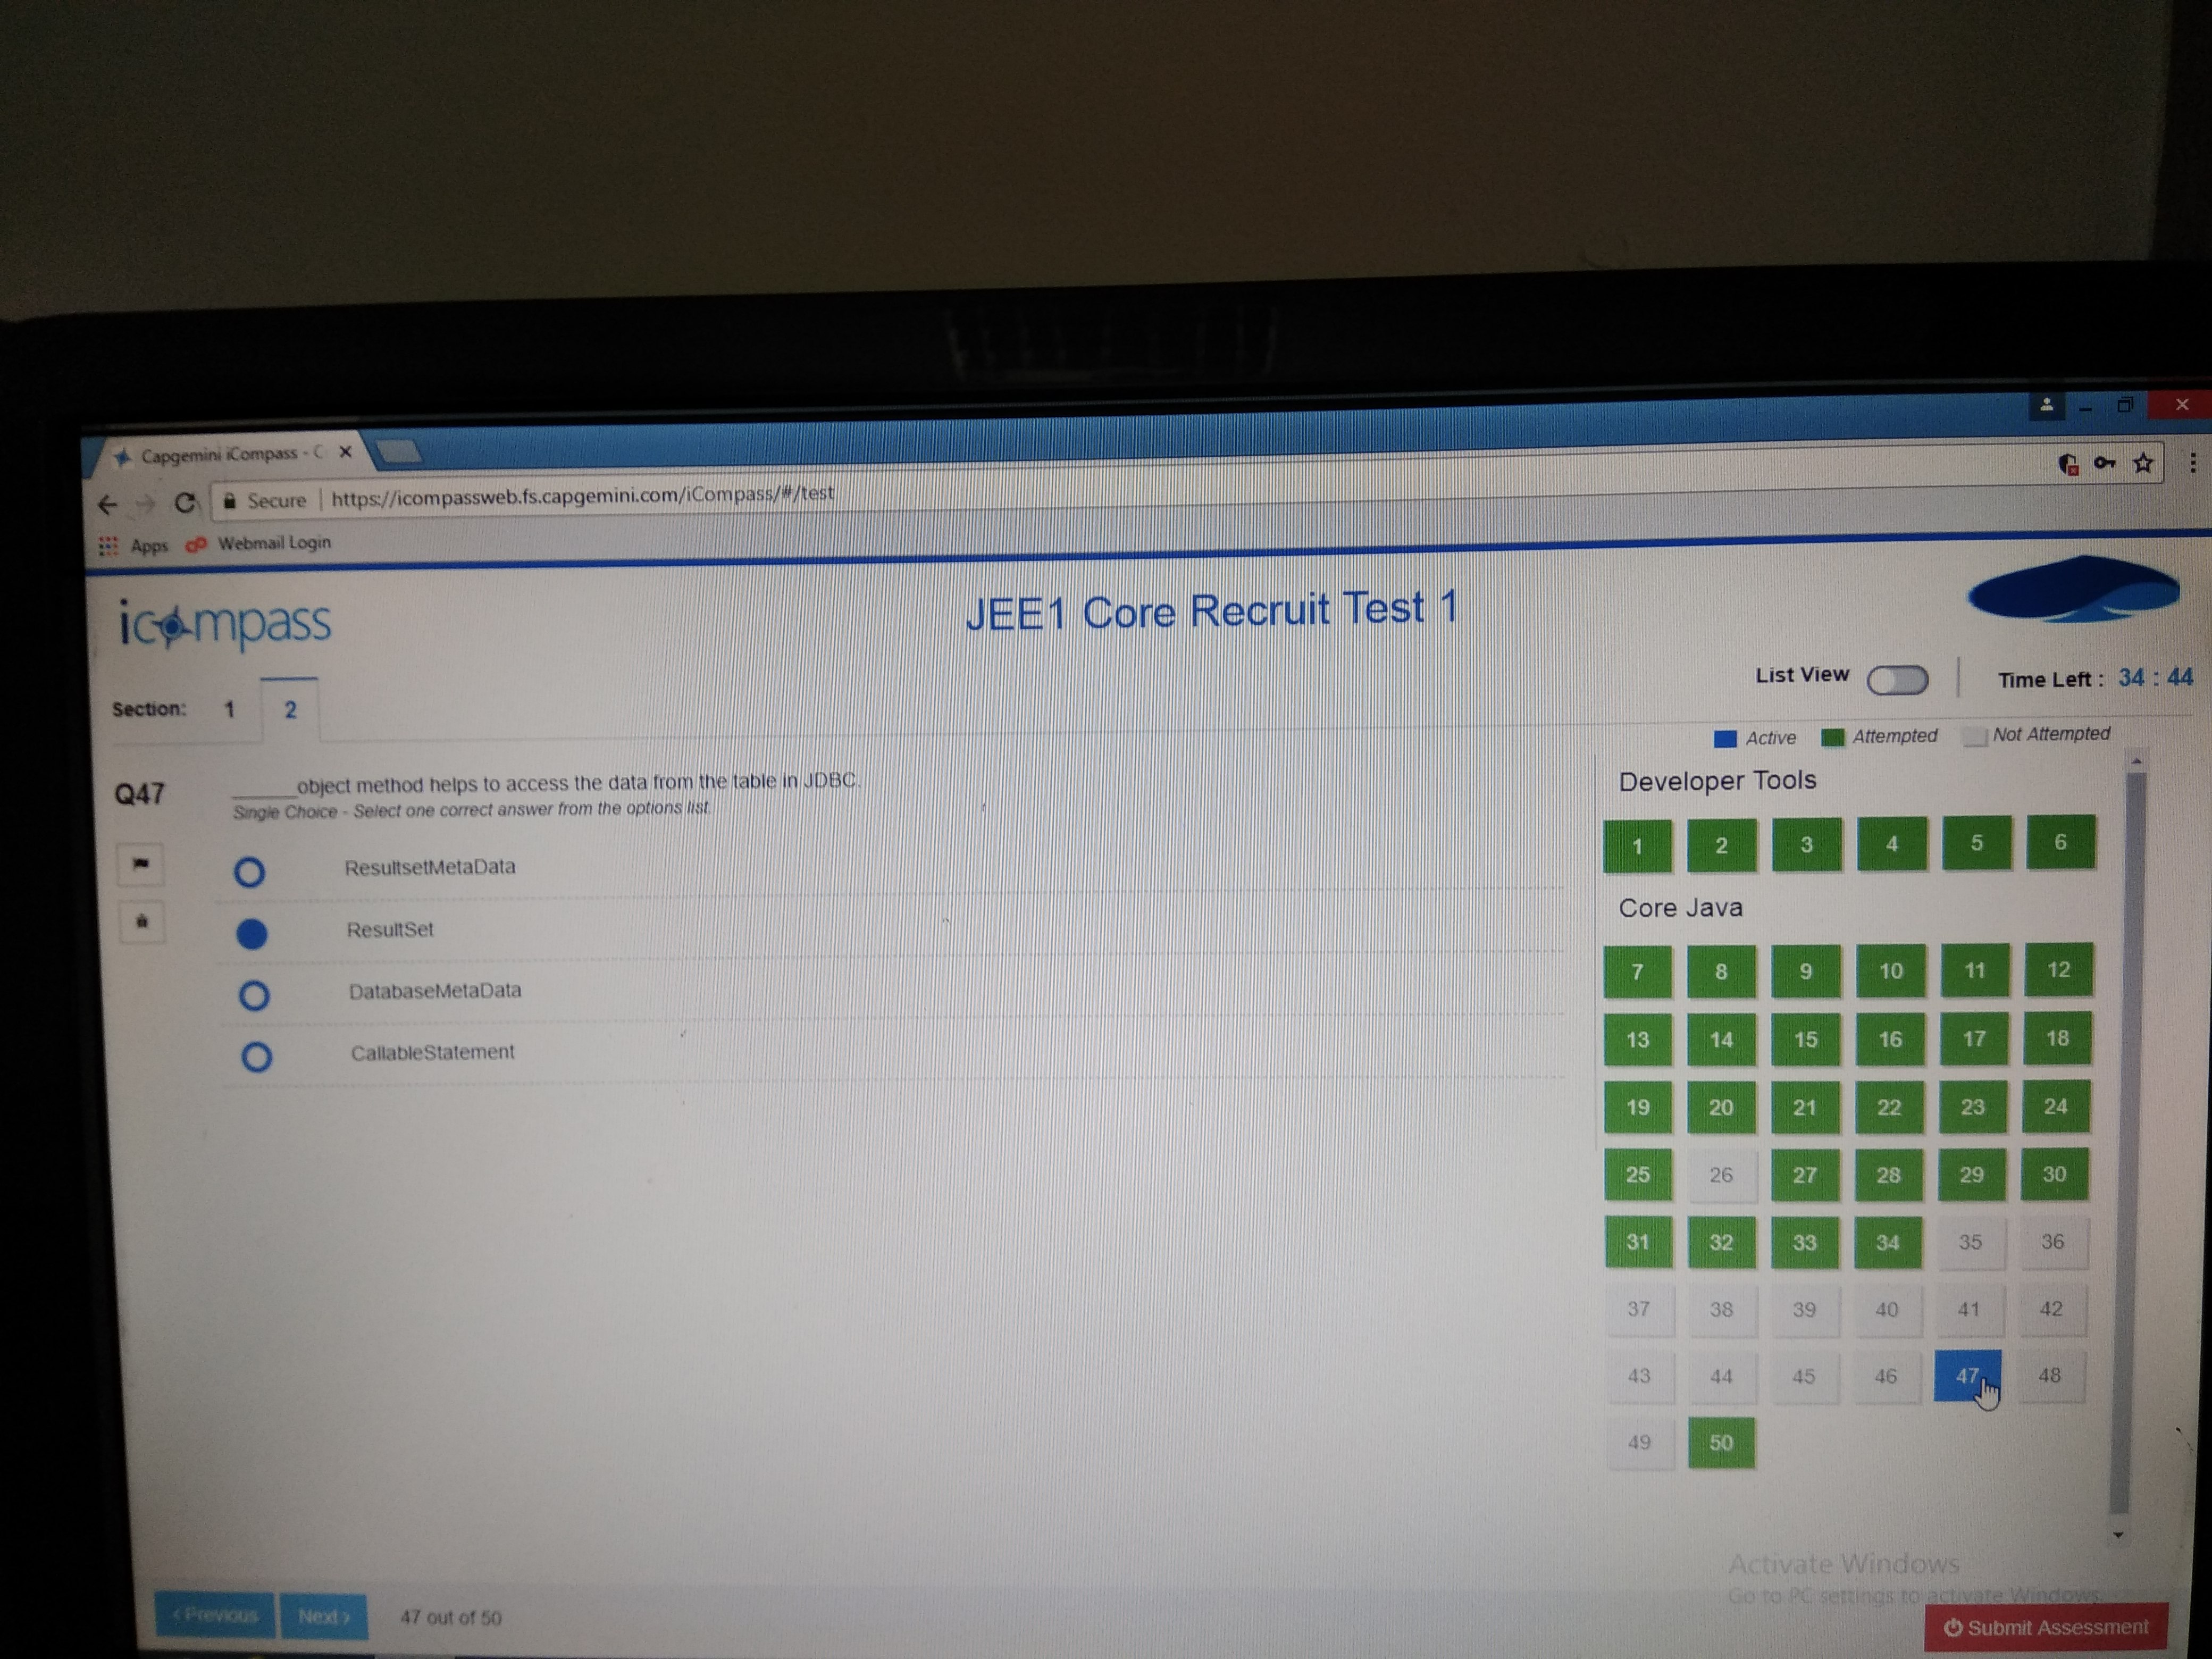 Capgemini iCompass - C
Secure https://icompassweb.fs.capgemini.com/iCompass/#/test
Apps Webmail Login
icompass
JEE1 Core Recruit Test 1
List View Time Left : 34 : 44
Section: 1 2
Active Attempted Not Attempted
Q47 ______object method helps to access the data from the table in JDBC.
Single Choice - Select one correct answer from the options list.
ResultsetMetaData
ResultSet
DatabaseMetaData
CallableStatement
Developer Tools
1 2 3 4 5 6
Core Java
7 8 9 10 11 12
13 14 15 16 17 18
19 20 21 22 23 24
25 26 27 28 29 30
31 32 33 34 35 36
37 38 39 40 41 42
43 44 45 46 47 48
49 50
Activate Windows
Go to PC settings to activate Windows.
‹ Previous Next › 47 out of 50
Submit Assessment